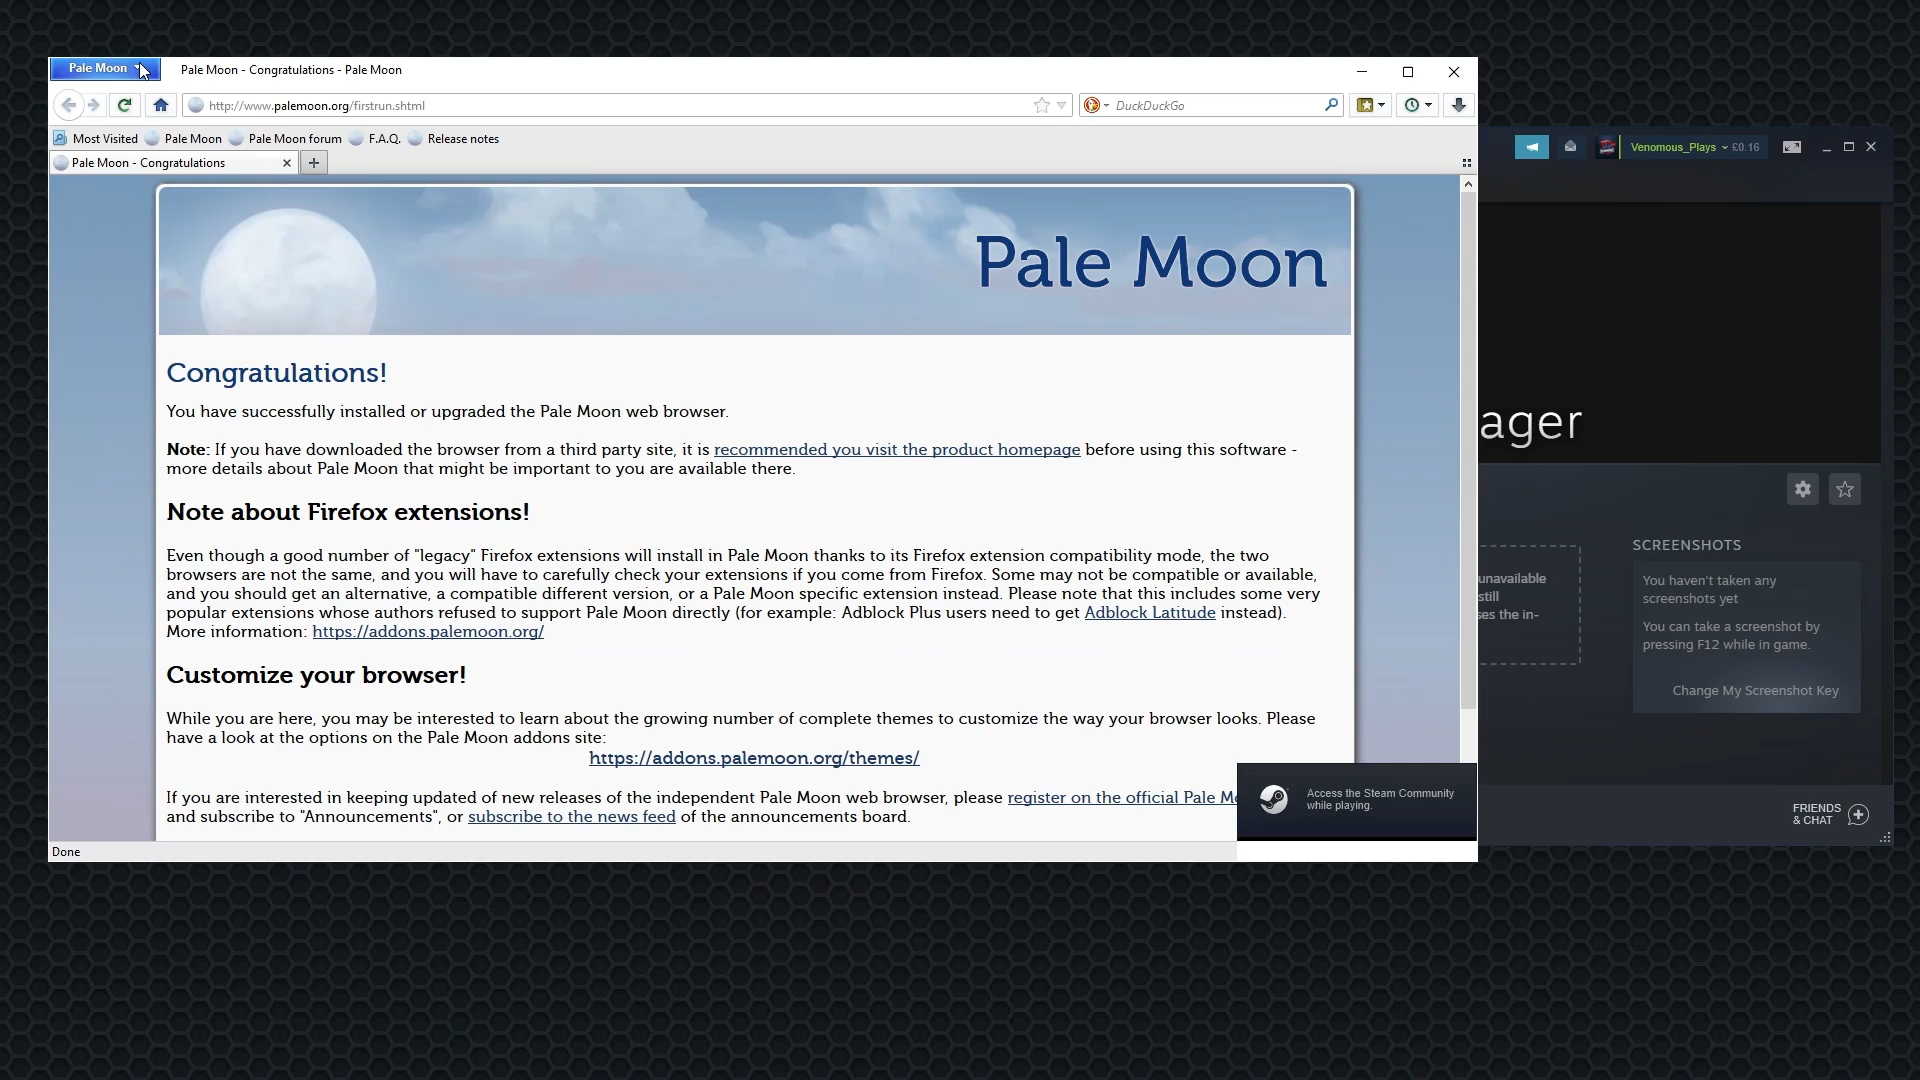 Pale Moon
Pale Moon - Congratulations - Pale Moon
http://www.palemoon.org/firstrun.shtml
DuckDuckGo
Most Visited
Pale Moon
Pale Moon forum
F.A.Q.
Release notes
Pale Moon - Congratulations
Pale Moon
Congratulations!
You have successfully installed or upgraded the Pale Moon web browser.
Note: If you have downloaded the browser from a third party site, it is recommended you visit the product homepage before using this software -
more details about Pale Moon that might be important to you are available there.
Note about Firefox extensions!
Even though a good number of "legacy" Firefox extensions will install in Pale Moon thanks to its Firefox extension compatibility mode, the two
browsers are not the same, and you will have to carefully check your extensions if you come from Firefox. Some may not be compatible or available,
and you should get an alternative, a compatible different version, or a Pale Moon specific extension instead. Please note that this includes some very
popular extensions whose authors refused to support Pale Moon directly (for example: Adblock Plus users need to get Adblock Latitude instead).
More information: https://addons.palemoon.org/
Customize your browser!
While you are here, you may be interested to learn about the growing number of complete themes to customize the way your browser looks. Please
have a look at the options on the Pale Moon addons site:
https://addons.palemoon.org/themes/
If you are interested in keeping updated of new releases of the independent Pale Moon web browser, please register on the official Pale M
and subscribe to "Announcements", or subscribe to the news feed of the announcements board.
Done
Access the Steam Community
while playing.
Venomous_Plays £0.16
ager
unavailable
still
ses the in-
SCREENSHOTS
You haven't taken any
screenshots yet
You can take a screenshot by
pressing F12 while in game.
Change My Screenshot Key
FRIENDS
& CHAT